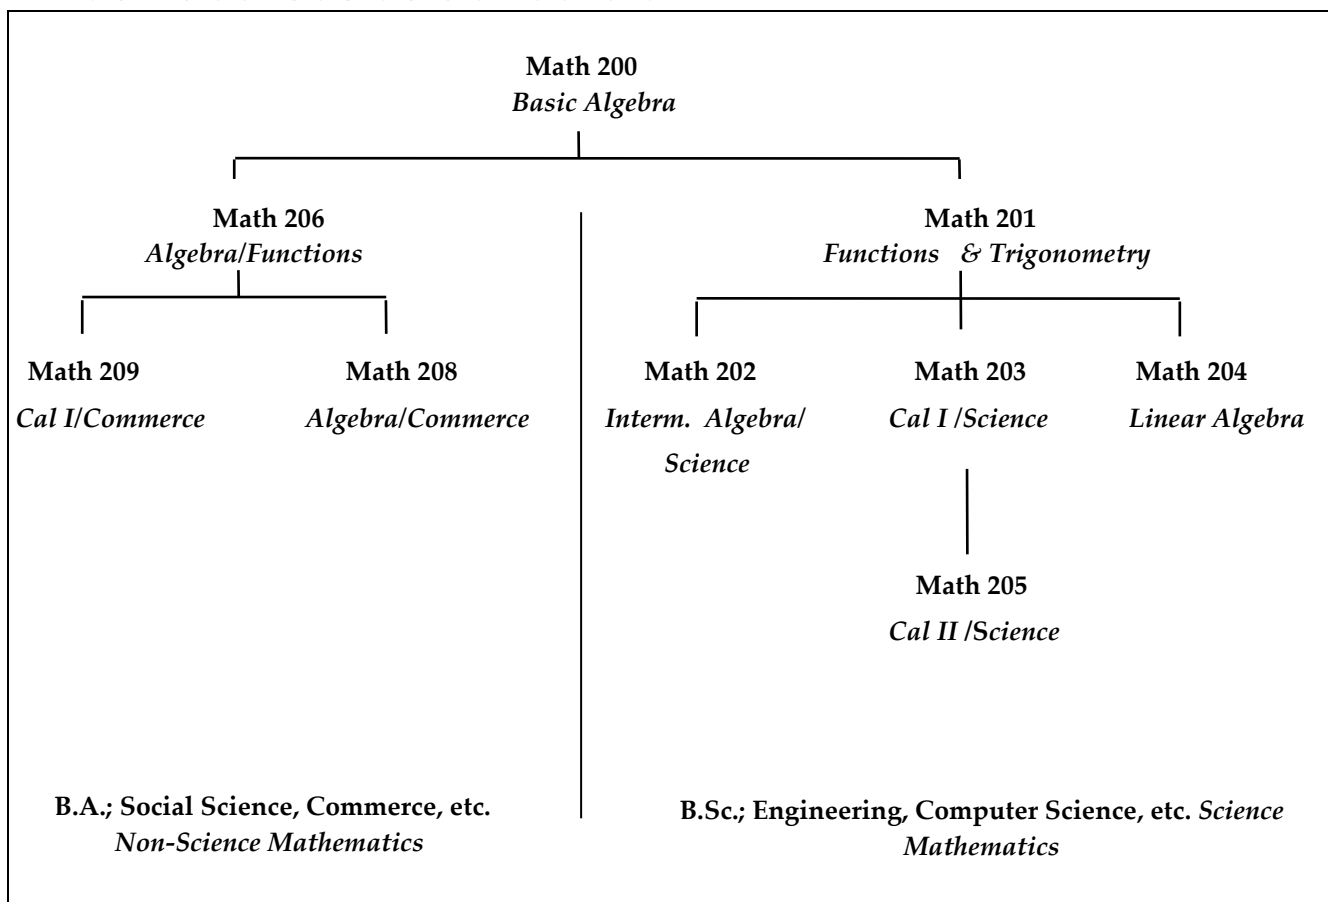 Math 200
Basic Algebra
Math 206
Algebra/Functions
Math 201
Functions & Trigonometry
Math 209
Cal I/Commerce
Math 208
Algebra/Commerce
Math 202
Interm. Algebra/
Science
Math 203
Cal I /Science
Math 204
Linear Algebra
Math 205
Cal II /Science
B.A.; Social Science, Commerce, etc.
Non-Science Mathematics
B.Sc.; Engineering, Computer Science, etc. Science
Mathematics